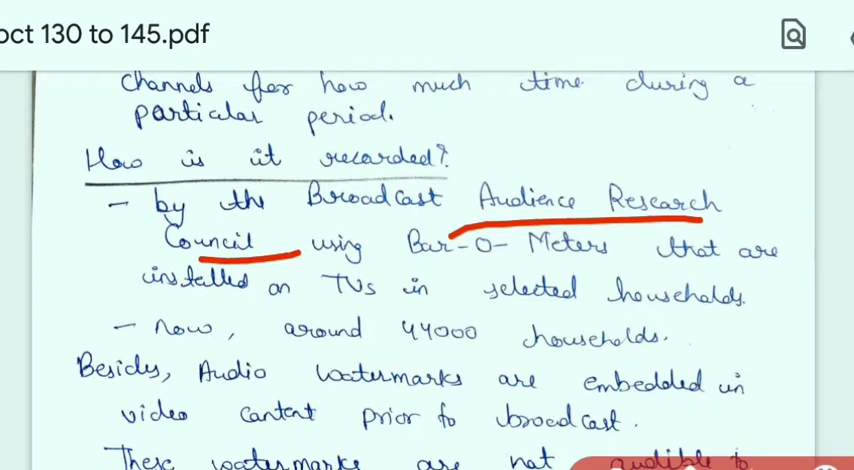 oct 130 to 145.pdf
channels for how much time during a
particular period.
How is it recorded?
- by the Broadcast Audience Research
Council using Bar-O-Meters that are
installed on TVs in selected households.
- now, around 44000 households.
Besides, Audio watermarks are embedded in
video content prior to broadcast.
These watermarks are not audible to